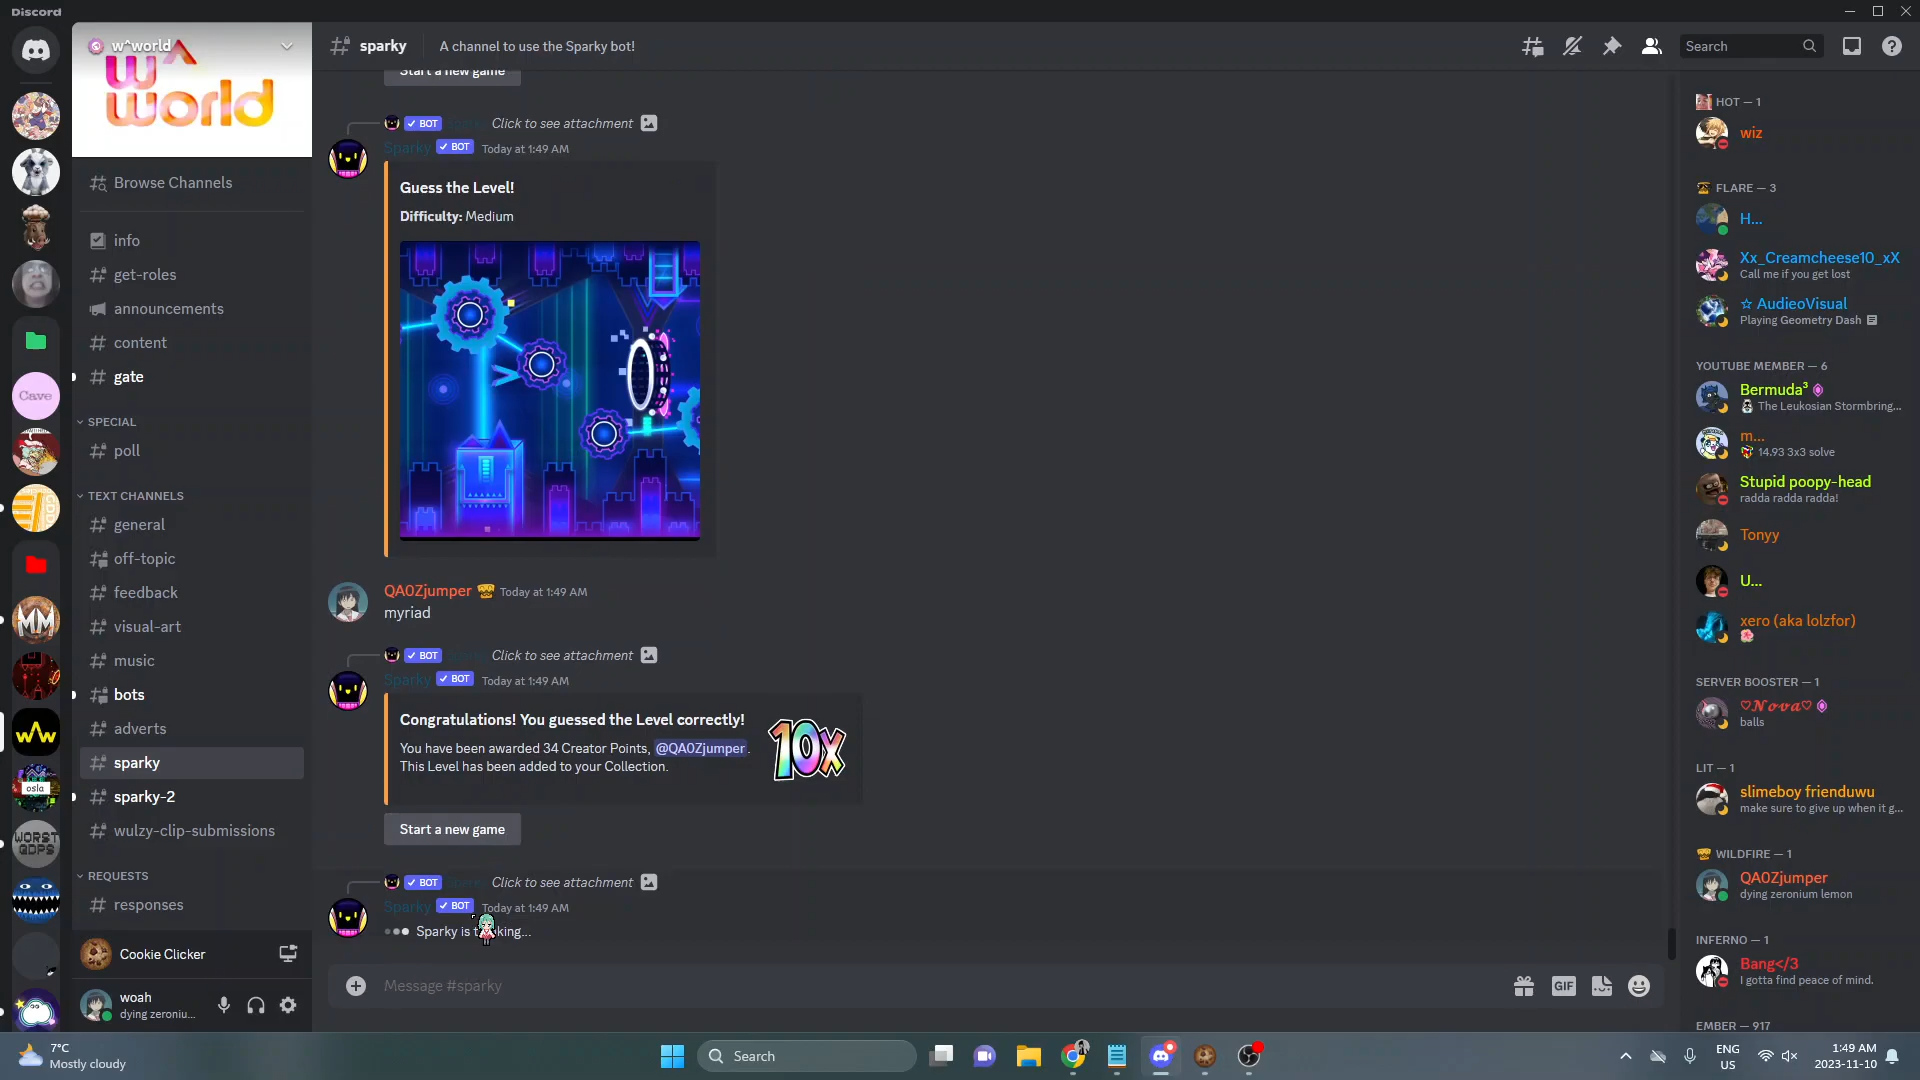 Discord
w^world
w^
world
Browse Channels
info
get-roles
announcements
content
gate
SPECIAL
poll
TEXT CHANNELS
general
off-topic
feedback
visual-art
music
bots
adverts
sparky
sparky-2
wulzy-clip-submissions
REQUESTS
responses
Cave
MM
osla
WORST
GDPS
Cookie Clicker
woah
dying zeroniu...
sparky
A channel to use the Sparky bot!
Search
Start a new game
BOT Click to see attachment
Sparky BOT Today at 1:49 AM
Guess the Level!
Difficulty: Medium
QA0Zjumper Today at 1:49 AM
myriad
BOT Click to see attachment
Sparky BOT Today at 1:49 AM
Congratulations! You guessed the Level correctly!
You have been awarded 34 Creator Points, @QA0Zjumper.
This Level has been added to your Collection.
10x
Start a new game
BOT Click to see attachment
Sparky BOT Today at 1:49 AM
Message #sparky
GIF
HOT — 1
wiz
FLARE — 3
H...
Xx_Creamcheese10_xX
Call me if you get lost
☆ AudieoVisual
Playing Geometry Dash
YOUTUBE MEMBER — 6
Bermuda³
The Leukosian Stormbring...
m...
14.93 3x3 solve
Stupid poopy-head
radda radda radda!
Tonyy
U...
xero (aka lolzfor)
SERVER BOOSTER — 1
♡𝓝𝓸𝓿𝓪♡
balls
LIT — 1
slimeboy frienduwu
make sure to give up when it g...
WILDFIRE — 1
QA0Zjumper
dying zeronium lemon
INFERNO — 1
Bang</3
I gotta find peace of mind.
EMBER — 917
7°C
Mostly cloudy
Search
ENG
US
1:49 AM
2023-11-10